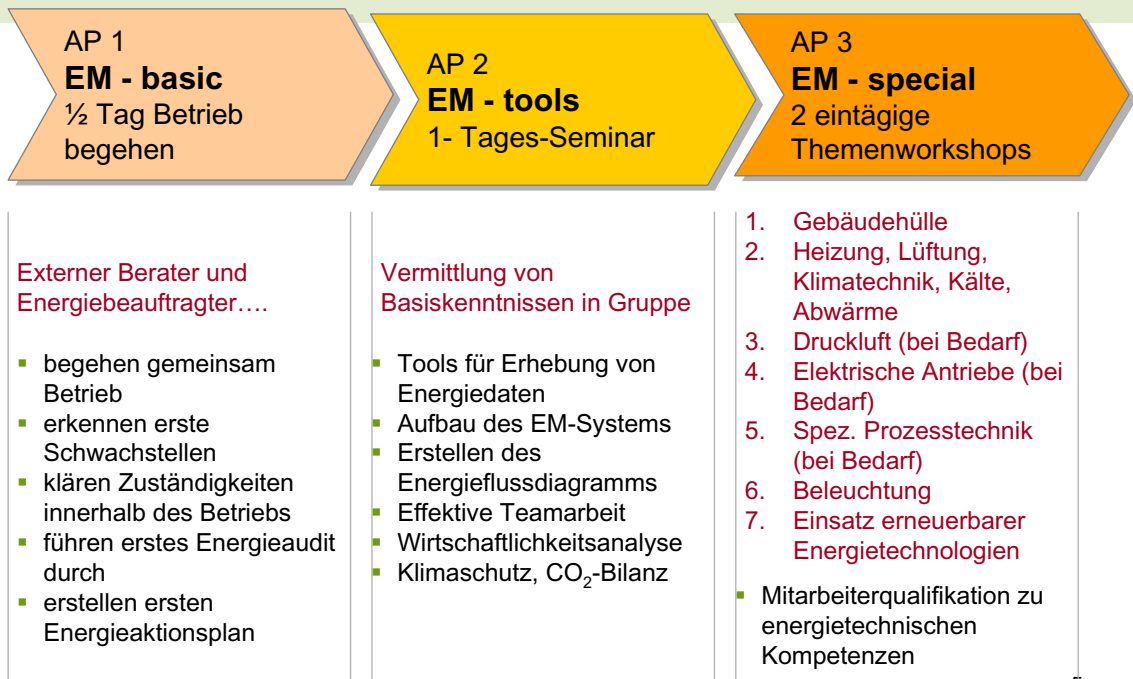 AP 1
EM - basic
½ Tag Betrieb
begehen
AP 2
EM - tools
1- Tages-Seminar
AP 3
EM - special
2 eintägige
Themenworkshops
Externer Berater und
Energiebeauftragter….
▪ begehen gemeinsam
Betrieb
▪ erkennen erste
Schwachstellen
▪ klären Zuständigkeiten
innerhalb des Betriebs
▪ führen erstes Energieaudit
durch
▪ erstellen ersten
Energieaktionsplan
Vermittlung von
Basiskenntnissen in Gruppe
▪ Tools für Erhebung von
Energiedaten
▪ Aufbau des EM-Systems
▪ Erstellen des
Energieflussdiagramms
▪ Effektive Teamarbeit
▪ Wirtschaftlichkeitsanalyse
▪ Klimaschutz, CO₂-Bilanz
1. Gebäudehülle
2. Heizung, Lüftung,
Klimatechnik, Kälte,
Abwärme
3. Druckluft (bei Bedarf)
4. Elektrische Antriebe (bei
Bedarf)
5. Spez. Prozesstechnik
(bei Bedarf)
6. Beleuchtung
7. Einsatz erneuerbarer
Energietechnologien
▪ Mitarbeiterqualifikation zu
energietechnischen
Kompetenzen